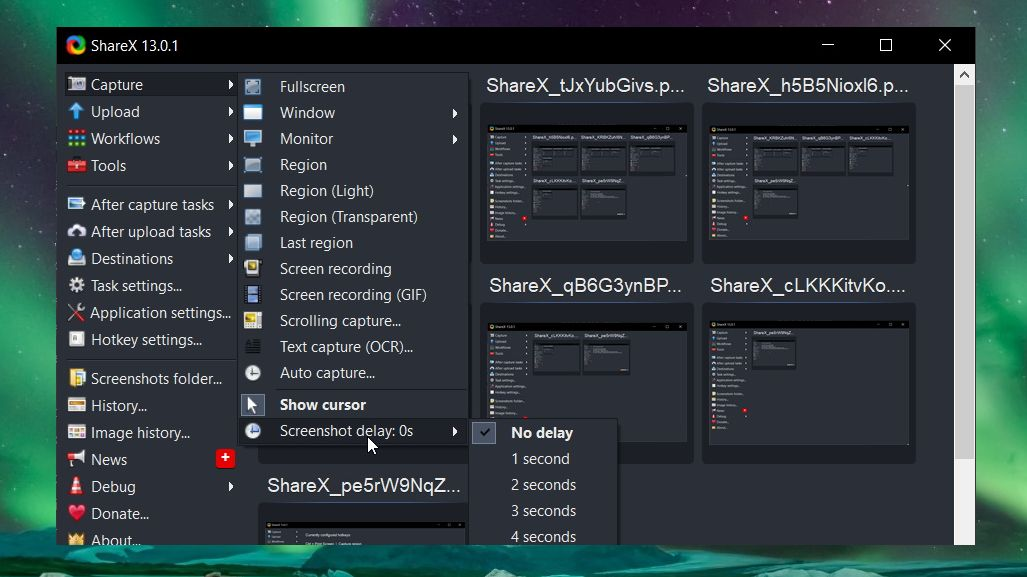 ShareX 13.0.1
Capture
Upload
Workflows
Tools
After capture tasks
After upload tasks
Destinations
Task settings...
Application settings...
Hotkey settings...
Screenshots folder...
History...
Image history...
News
Debug
Donate...
About...
Fullscreen
Window
Monitor
Region
Region (Light)
Region (Transparent)
Last region
Screen recording
Screen recording (GIF)
Scrolling capture...
Text capture (OCR)...
Auto capture...
Show cursor
Screenshot delay: 0s
No delay
1 second
2 seconds
3 seconds
4 seconds
ShareX_tJxYubGivs.p...
ShareX_h5B5Nioxl6.p...
ShareX_qB6G3ynBP...
ShareX_cLKKKitvKo....
ShareX_pe5rW9NqZ...